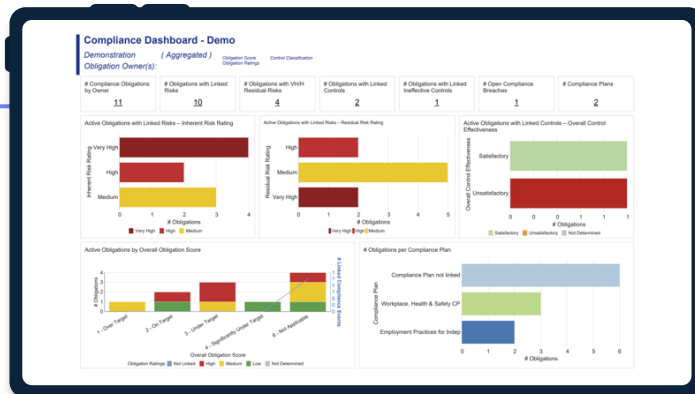 Compliance Dashboard - Demo
Demonstration ( Aggregated ) Obligation Score Control Classification
Obligation Ratings
Obligation Owner(s):
# Compliance Obligations by Owner
11
# Obligations with Linked Risks
10
# Obligations with VH/H Residual Risks
4
# Obligations with Linked Controls
2
# Obligations with Linked Ineffective Controls
1
# Open Compliance Breaches
1
# Compliance Plans
2
Active Obligations with Linked Risks – Inherent Risk Rating
Inherent Risk Rating
Very High
High
Medium
0 1 2 3 4
# Obligations
Very High High Medium
Active Obligations with Linked Risks – Residual Risk Rating
Residual Risk Rating
High
Medium
Very High
0 1 2 3 4 5
# Obligations
Very High High Medium
Active Obligations with Linked Controls – Overall Control Effectiveness
Overall Control Effectiveness
Satisfactory
Unsatisfactory
0 0 0 1 1 1
# Obligations
Satisfactory Unsatisfactory Not Determined
Active Obligations by Overall Obligation Score
# Obligations
4
3
2
1
0
# Linked Compliance Events
1 - Over Target
2 - On Target
3 - Under Target
4 - Significantly Under Target
6 - Not Applicable
Overall Obligation Score
Obligation Ratings: Not Linked High Medium Low Not Determined
# Obligations per Compliance Plan
Compliance Plan
Compliance Plan not linked
Workplace, Health & Safety CP
Employment Practices for Indep
0 1 2 3 4 5 6
# Obligations